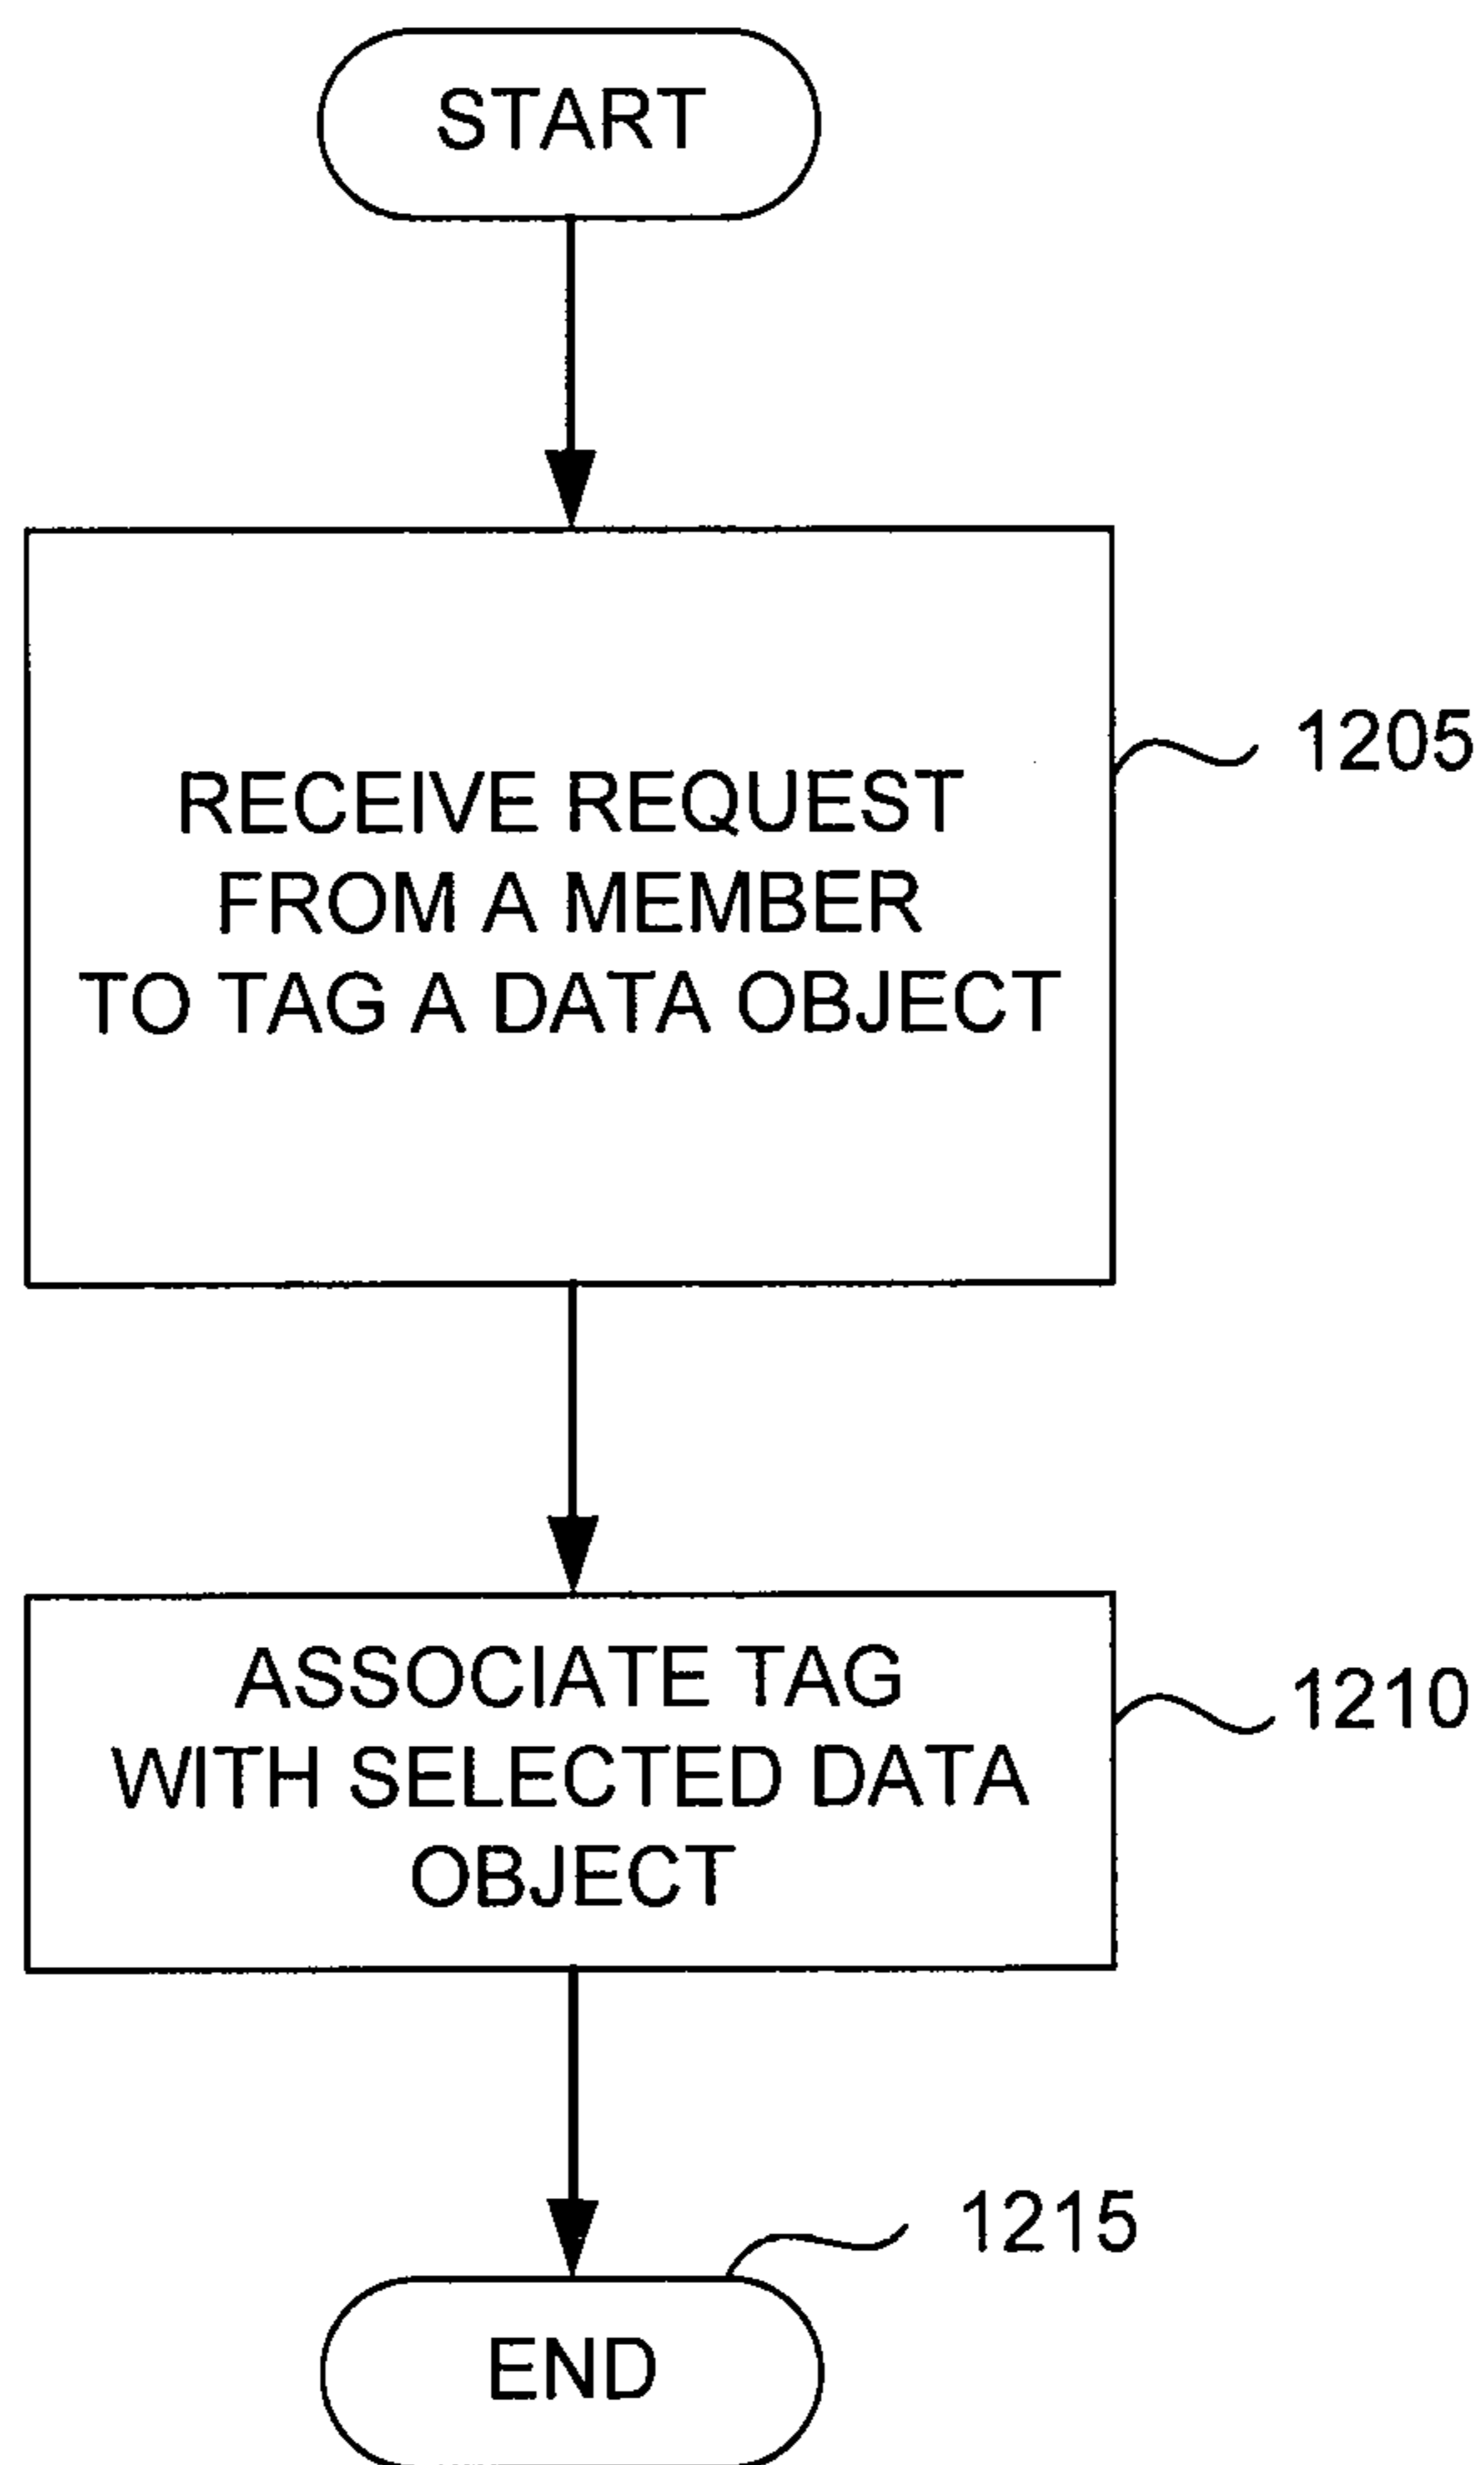 START
RECEIVE REQUEST
FROM A MEMBER
TO TAG A DATA OBJECT
1205
ASSOCIATE TAG
WITH SELECTED DATA
OBJECT
1210
1215
END